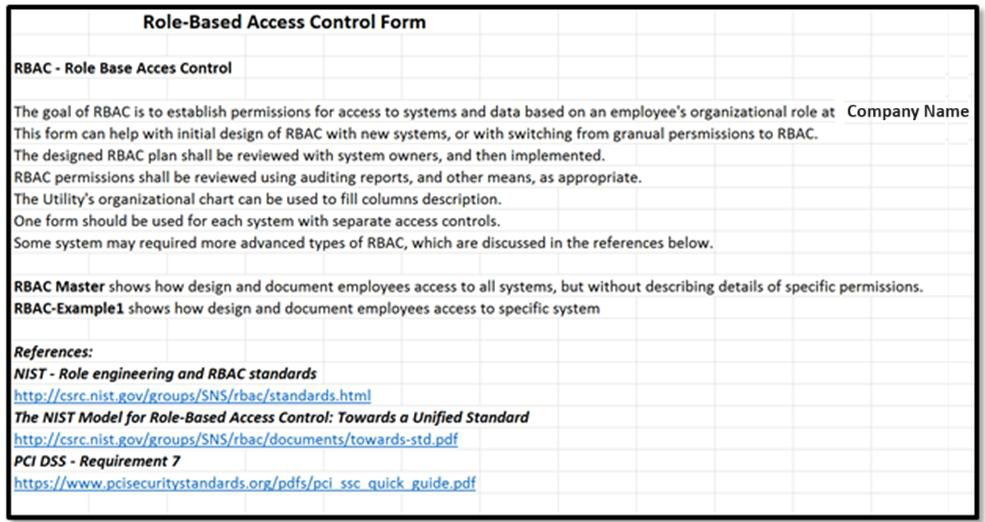 Role-Based Access Control Form
RBAC - Role Base Acces Control
The goal of RBAC is to establish permissions for access to systems and data based on an employee's organizational role at Company Name
This form can help with initial design of RBAC with new systems, or with switching from granual persmissions to RBAC.
The designed RBAC plan shall be reviewed with system owners, and then implemented.
RBAC permissions shall be reviewed using auditing reports, and other means, as appropriate.
The Utility's organizational chart can be used to fill columns description.
One form should be used for each system with separate access controls.
Some system may required more advanced types of RBAC, which are discussed in the references below.
RBAC Master shows how design and document employees access to all systems, but without describing details of specific permissions.
RBAC-Example1 shows how design and document employees access to specific system
References:
NIST - Role engineering and RBAC standards
http://csrc.nist.gov/groups/SNS/rbac/standards.html
The NIST Model for Role-Based Access Control: Towards a Unified Standard
http://csrc.nist.gov/groups/SNS/rbac/documents/towards-std.pdf
PCI DSS - Requirement 7
https://www.pcisecuritystandards.org/pdfs/pci_ssc_quick_guide.pdf